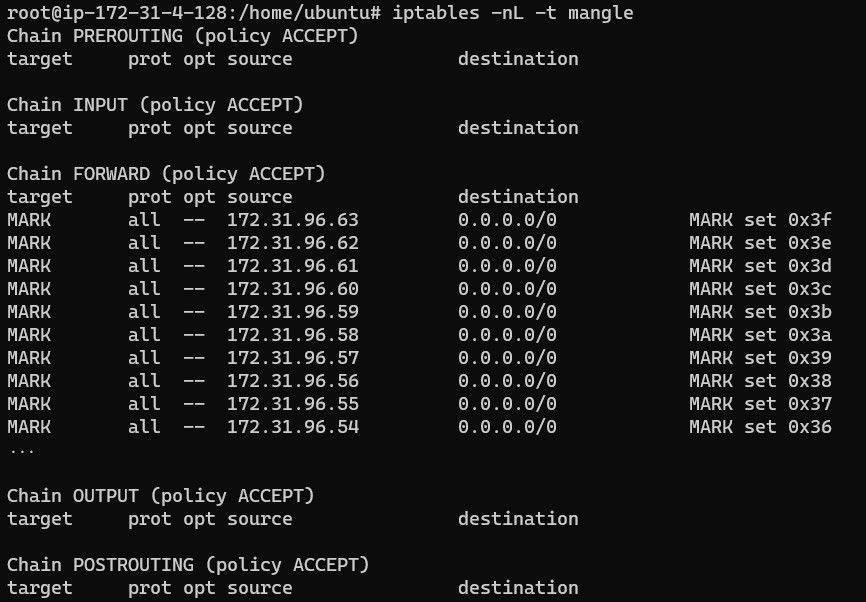 root@ip-172-31-4-128:/home/ubuntu# iptables -nL -t mangle
Chain PREROUTING (policy ACCEPT)
target     prot opt source               destination

Chain INPUT (policy ACCEPT)
target     prot opt source               destination

Chain FORWARD (policy ACCEPT)
target     prot opt source               destination
MARK       all  --  172.31.96.63         0.0.0.0/0            MARK set 0x3f
MARK       all  --  172.31.96.62         0.0.0.0/0            MARK set 0x3e
MARK       all  --  172.31.96.61         0.0.0.0/0            MARK set 0x3d
MARK       all  --  172.31.96.60         0.0.0.0/0            MARK set 0x3c
MARK       all  --  172.31.96.59         0.0.0.0/0            MARK set 0x3b
MARK       all  --  172.31.96.58         0.0.0.0/0            MARK set 0x3a
MARK       all  --  172.31.96.57         0.0.0.0/0            MARK set 0x39
MARK       all  --  172.31.96.56         0.0.0.0/0            MARK set 0x38
MARK       all  --  172.31.96.55         0.0.0.0/0            MARK set 0x37
MARK       all  --  172.31.96.54         0.0.0.0/0            MARK set 0x36
...

Chain OUTPUT (policy ACCEPT)
target     prot opt source               destination

Chain POSTROUTING (policy ACCEPT)
target     prot opt source               destination